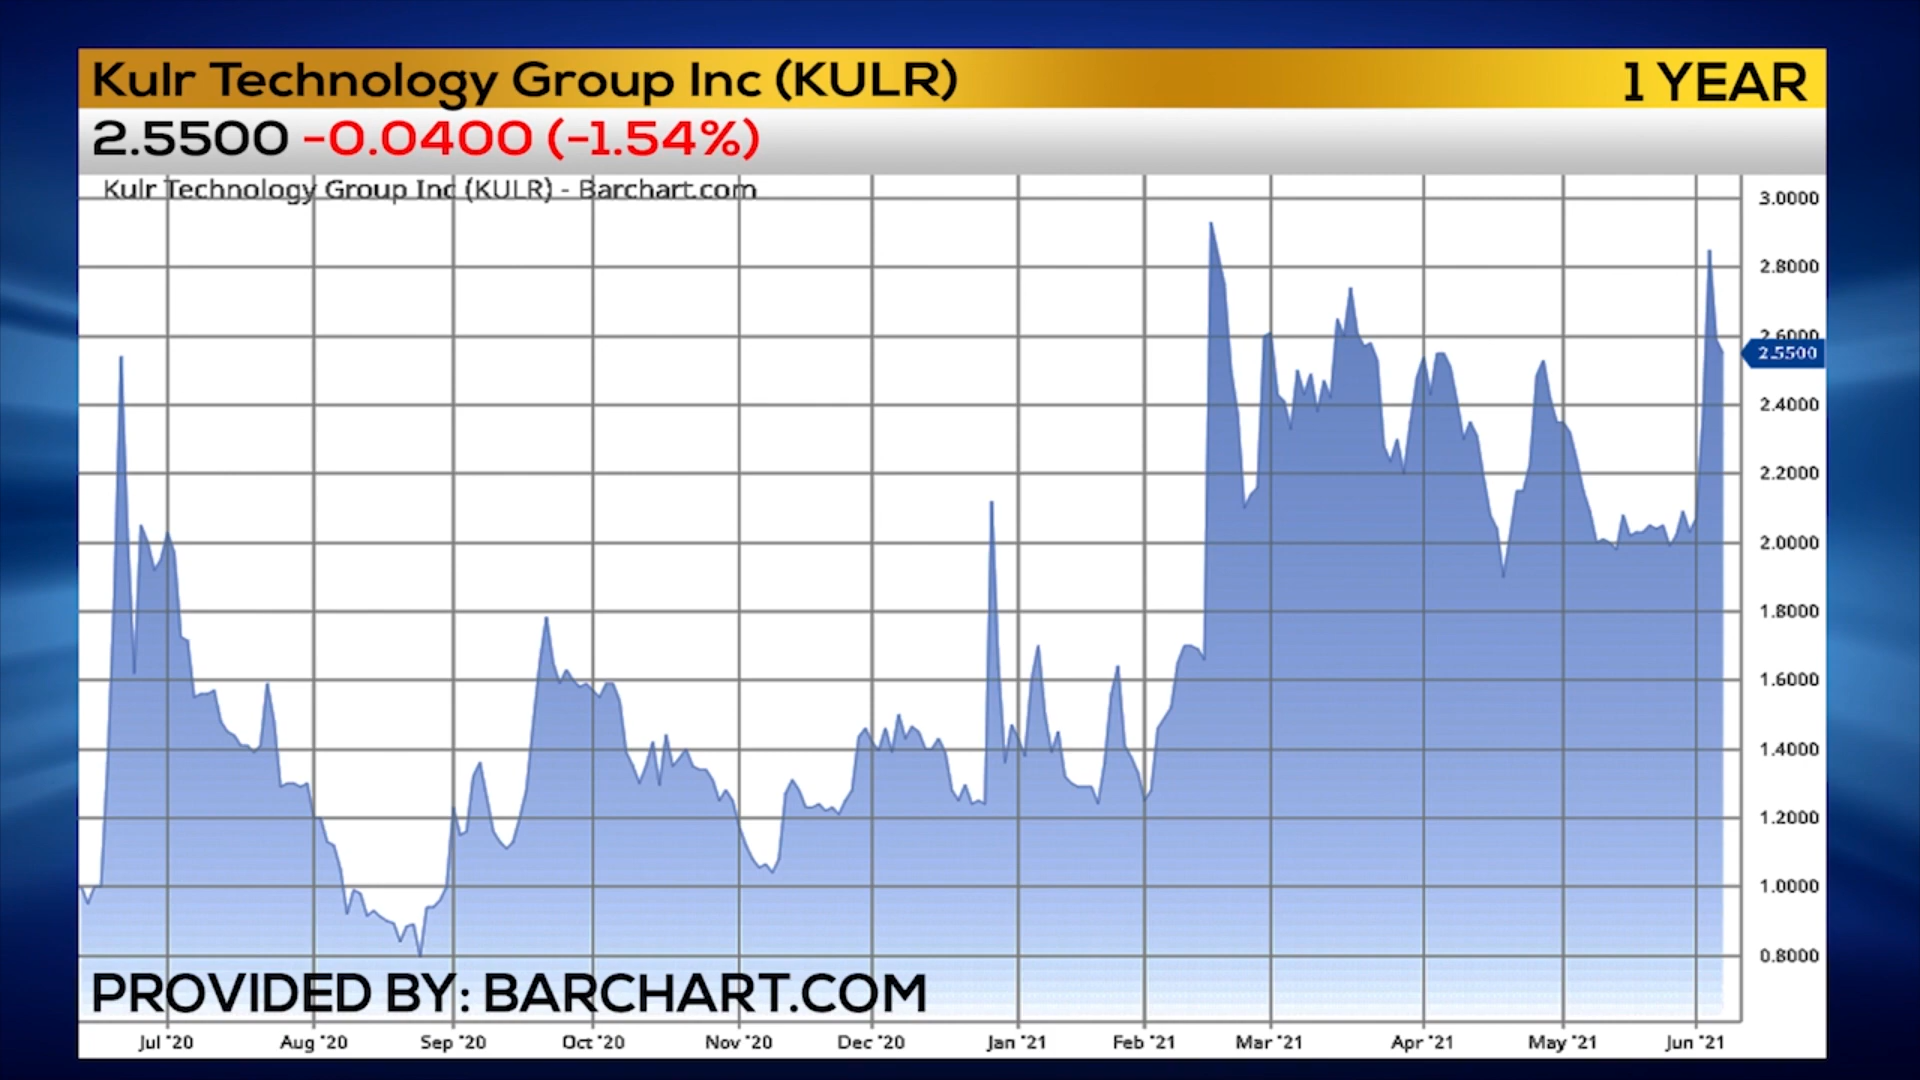 Kulr Technology Group Inc (KULR) 1 YEAR
2.5500 -0.0400 (-1.54%)
Kulr Technology Group Inc (KULR) - Barchart.com
3.0000
2.8000
2.6000
2.5500
2.4000
2.2000
2.0000
1.8000
1.6000
1.4000
1.2000
1.0000
0.8000
PROVIDED BY: BARCHART.COM
Jul '20 Aug '20 Sep '20 Oct '20 Nov '20 Dec '20 Jan '21 Feb '21 Mar '21 Apr '21 May '21 Jun '21